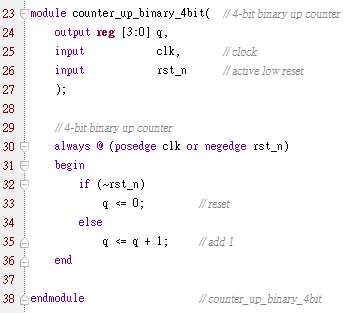 23 module counter_up_binary_4bit( // 4-bit binary up counter
24 output reg [3:0] q,
25 input clk, // clock
26 input rst_n // active low reset
27 );
28
29 // 4-bit binary up counter
30 always @ (posedge clk or negedge rst_n)
31 begin
32 if (~rst_n)
33 q <= 0; // reset
34 else
35 q <= q + 1; // add 1
36 end
37
38 endmodule // counter_up_binary_4bit